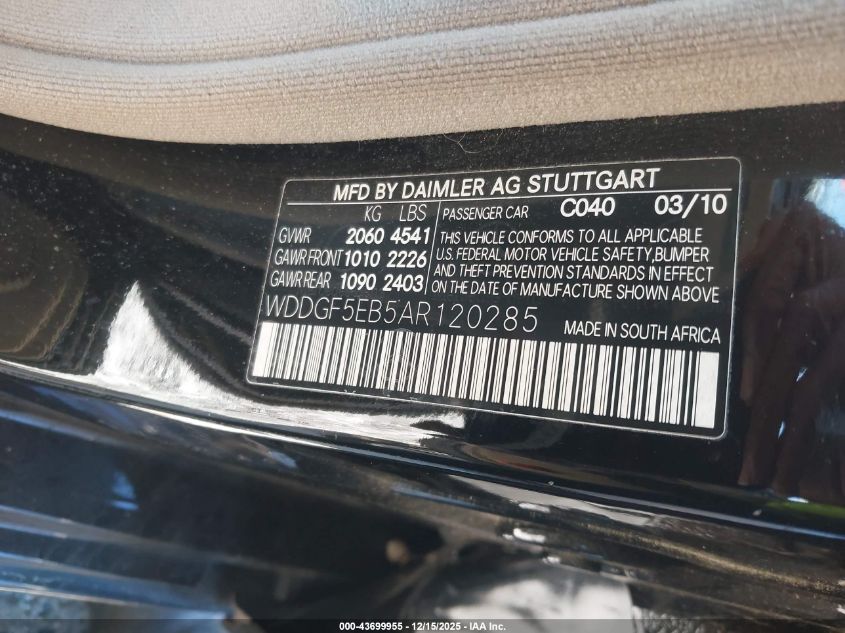 MFD BY DAIMLER AG STUTTGART
KG LBS PASSENGER CAR C040 03/10
GVWR 2060 4541 THIS VEHICLE CONFORMS TO ALL APPLICABLE
GAWR FRONT 1010 2226 U.S. FEDERAL MOTOR VEHICLE SAFETY,BUMPER
GAWR REAR 1090 2403 AND THEFT PREVENTION STANDARDS IN EFFECT
ON THE DATE OF MANUFACTURE SHOWN ABOVE.
WDDGF5EB5AR120285 MADE IN SOUTH AFRICA
000-43699955 - 12/15/2025 - IAA Inc.